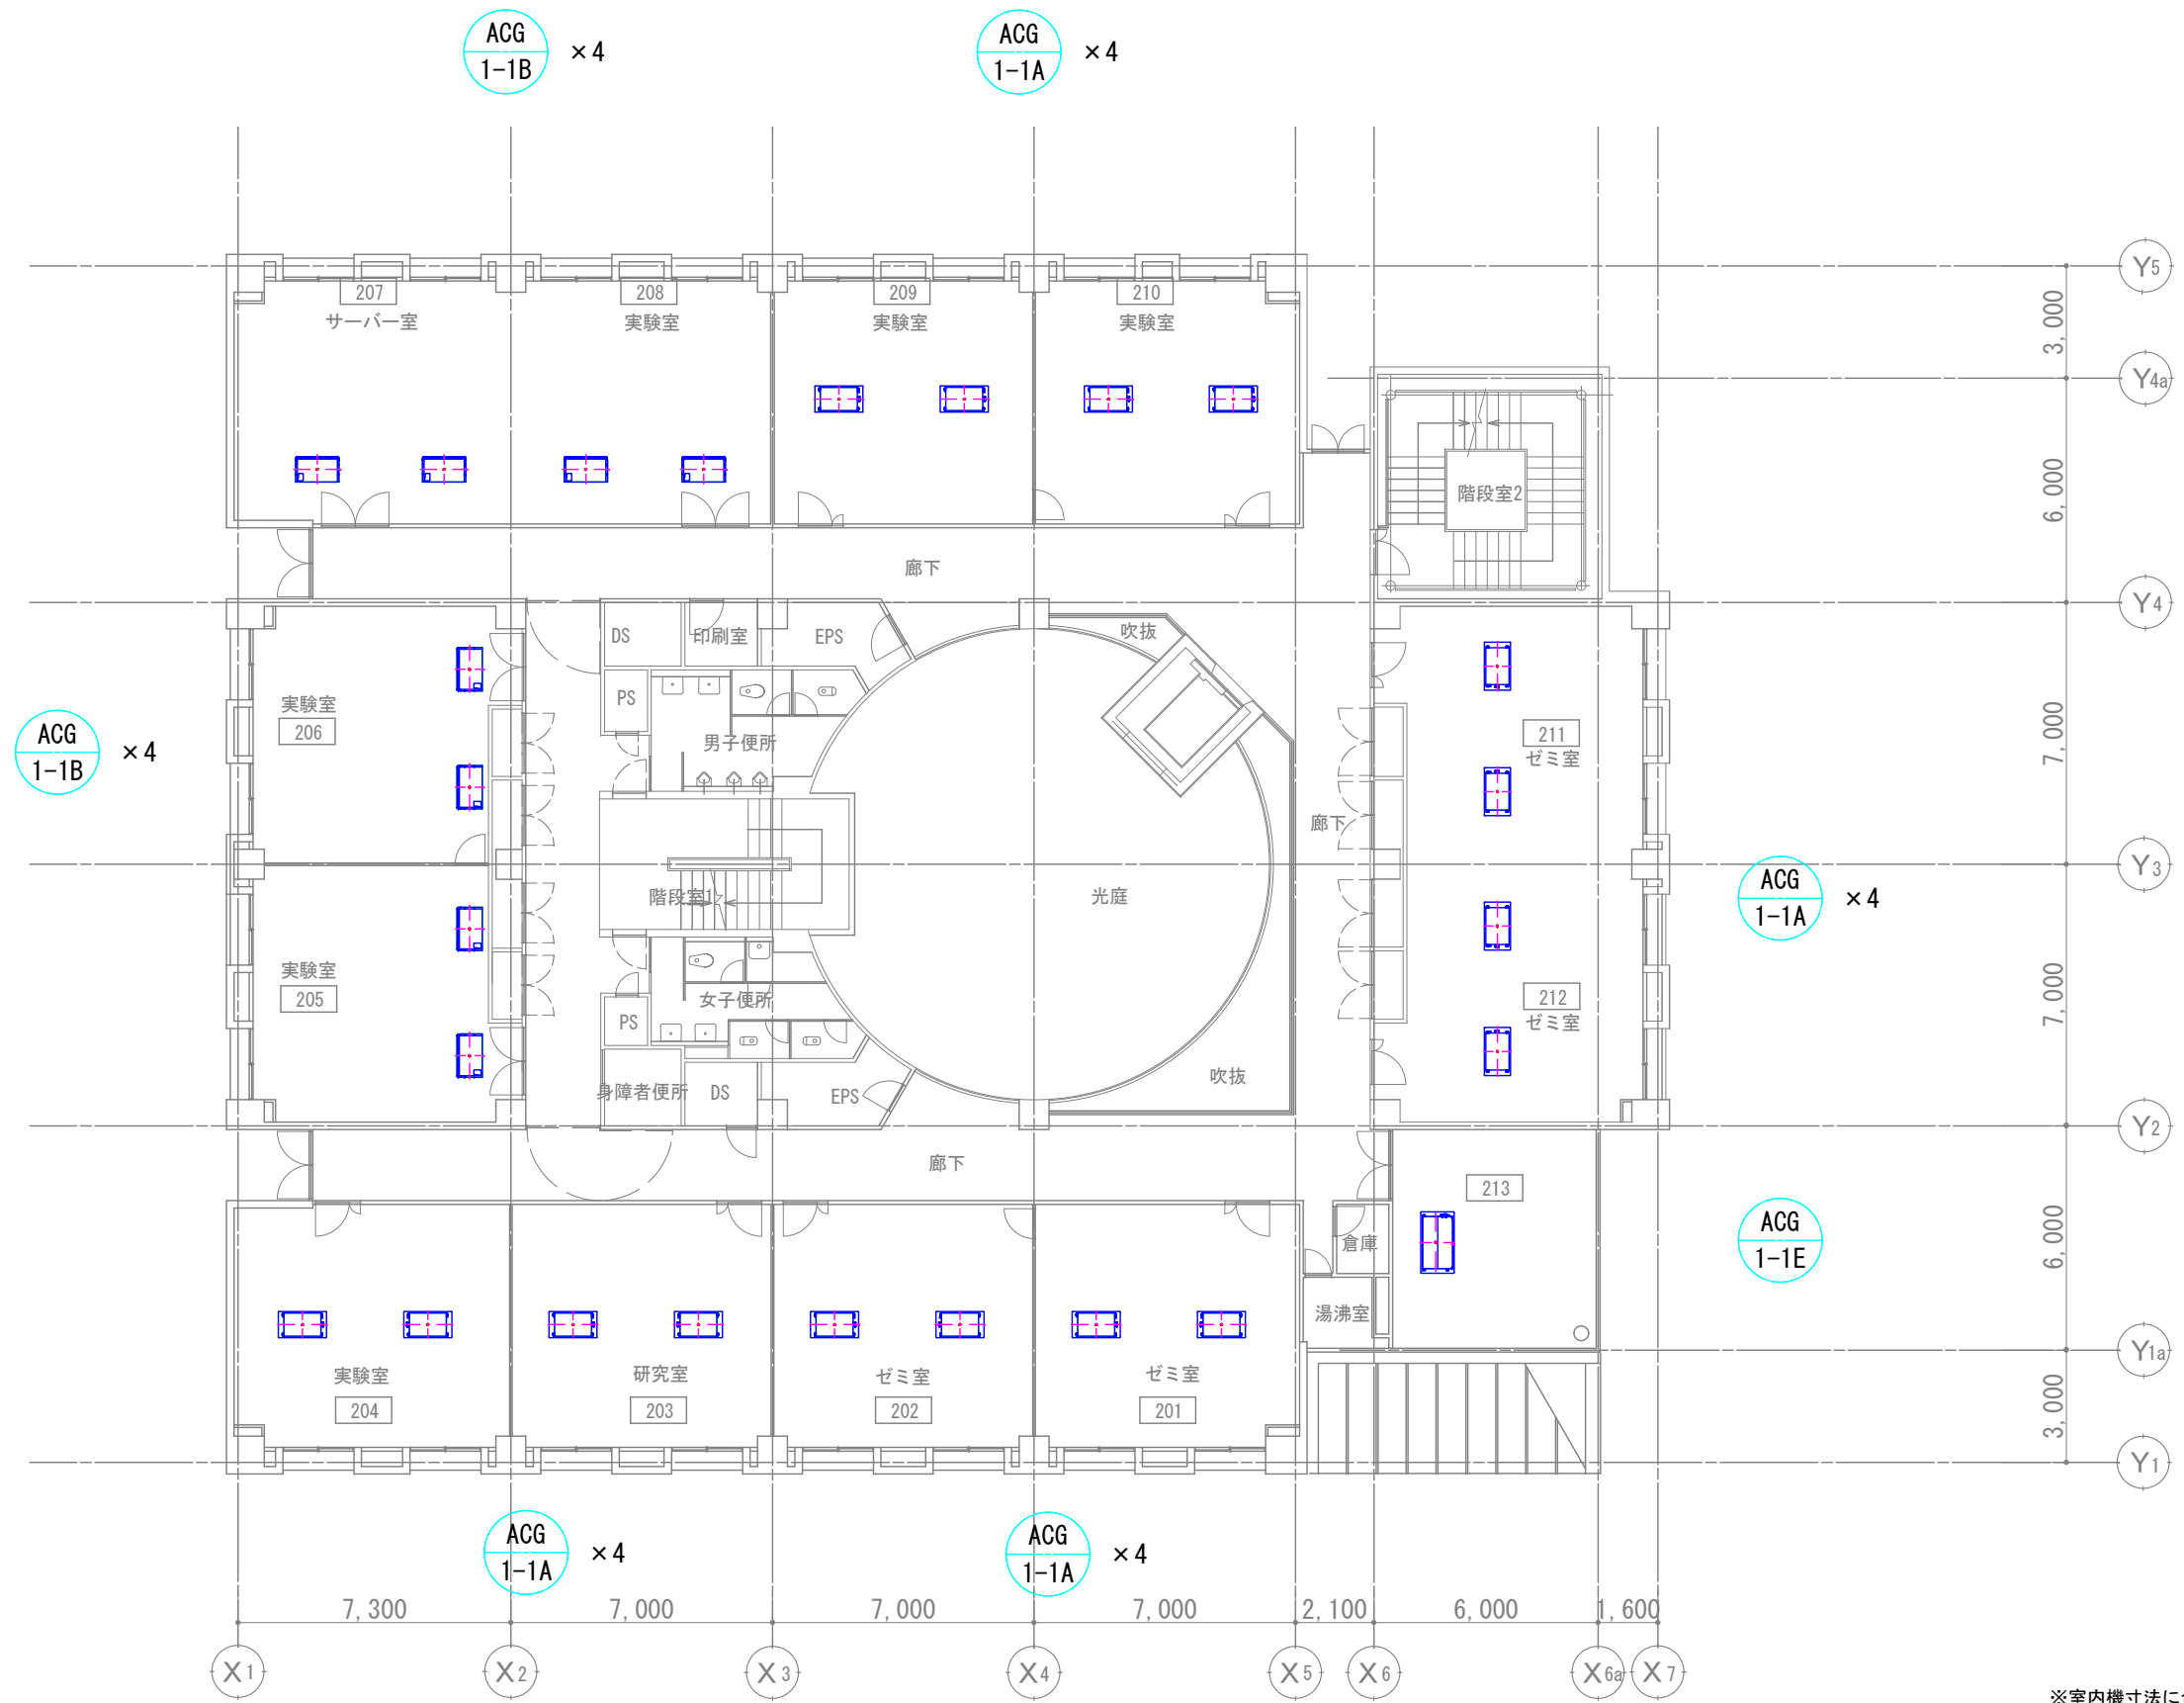 ACG
1-1B
×4
ACG
1-1A
×4
Y5
3,000
207
サーバー室
208
実験室
209
実験室
210
実験室
Y4a
6,000
階段室2
廊下
Y4
DS
印刷室
EPS
吹抜
PS
実験室
206
男子便所
211
ゼミ室
7,000
ACG
1-1B
×4
廊下
Y3
階段室1
光庭
ACG
1-1A
×4
実験室
205
女子便所
212
ゼミ室
7,000
PS
身障者便所
DS
EPS
吹抜
Y2
廊下
213
倉庫
ACG
1-1E
6,000
湯沸室
実験室
204
研究室
203
ゼミ室
202
ゼミ室
201
Y1a
3,000
Y1
ACG
1-1A
×4
ACG
1-1A
×4
7,300
7,000
7,000
7,000
2,100
6,000
1,600
X1
X2
X3
X4
X5
X6
X6a
X7
※室内機寸法に